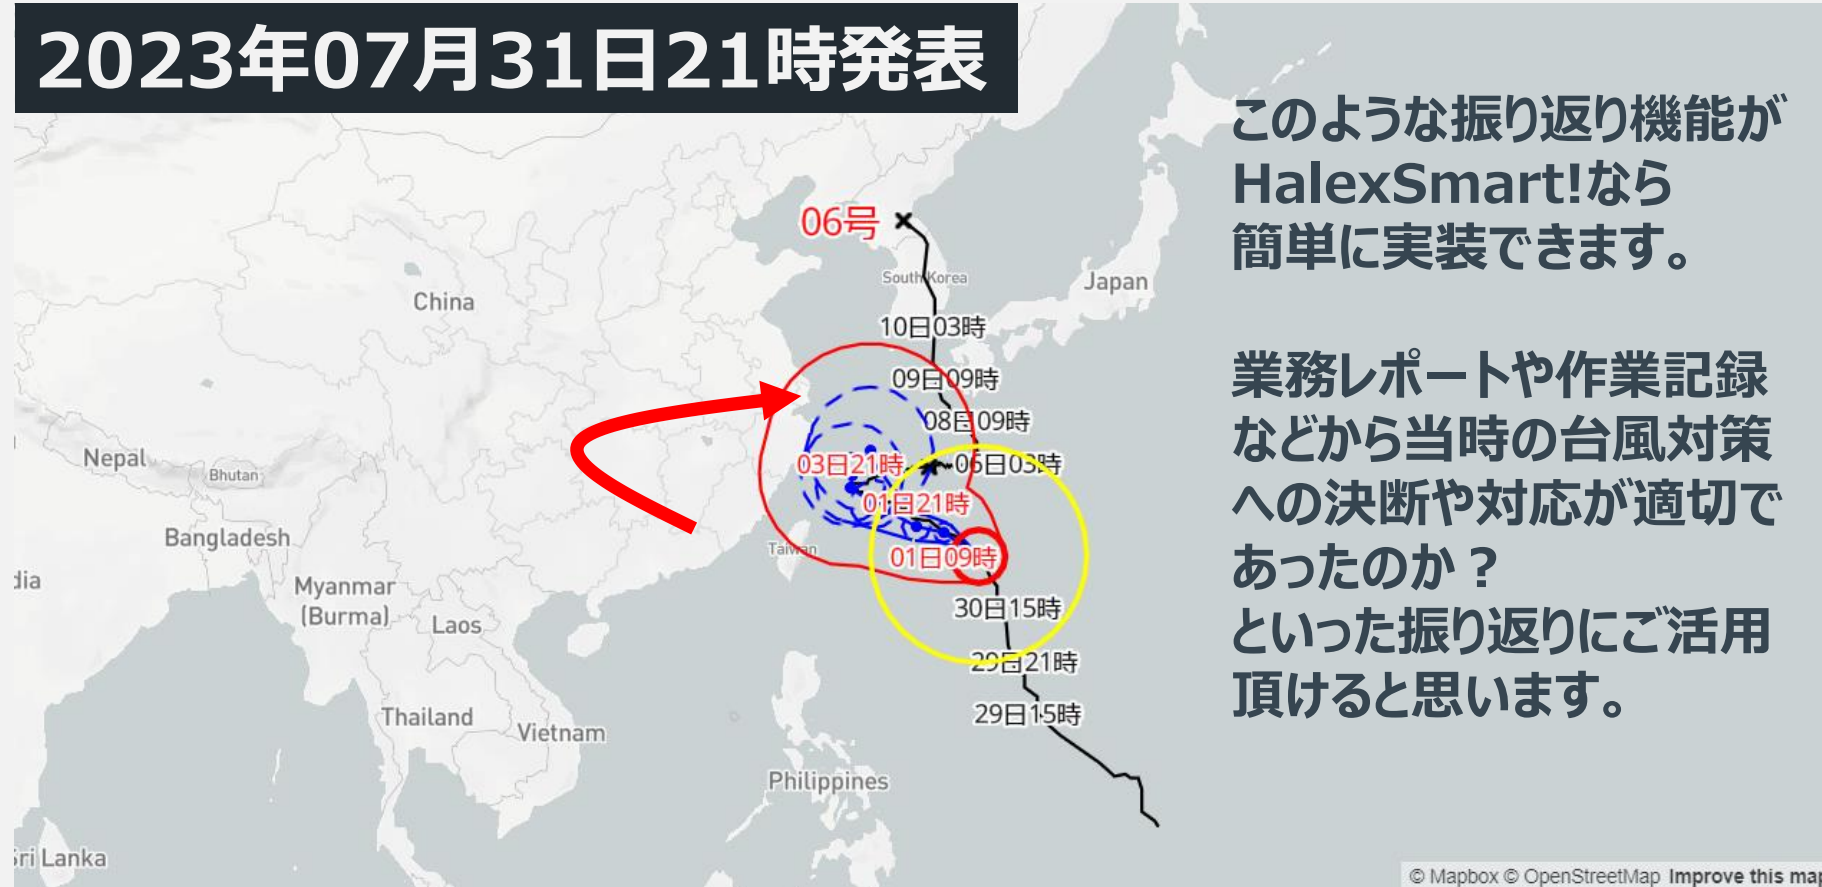 2023年07月31日21時発表
このような振り返り機能が
HalexSmart!なら
簡単に実装できます。
業務レポートや作業記録
などから当時の台風対策
への決断や対応が適切で
あったのか？
といった振り返りにご活用
頂けると思います。
06号
South Korea
Japan
China
10日03時
09日09時
08日09時
Nepal
Bhutan
03日21時
06日03時
01日21時
Bangladesh
Taiwan
01日09時
dia
Myanmar
(Burma)
Laos
30日15時
29日21時
Thailand
29日15時
Vietnam
Philippines
Sri Lanka
© Mapbox © OpenStreetMap Improve this map